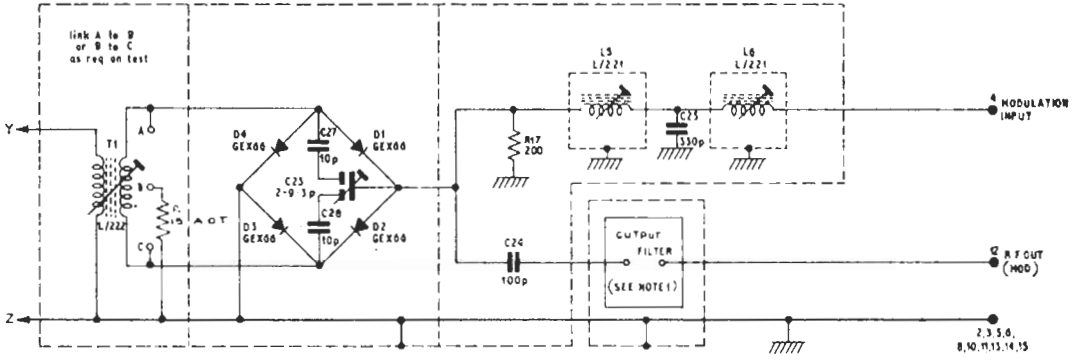 link A to B
or B to C
as req on test
L5
L/221
L6
L/221
4 MODULATION
INPUT
Y
A
T1
D4
GEX66
C27
10p
D1
GEX66
R17
200
C23
330p
B
C25
2-9·3p
L/222
A O T
C
D3
GEX66
C28
10p
D2
GEX66
C24
100p
OUTPUT
FILTER
(SEE NOTE 1)
12 R F OUT
(MOD)
Z
2,3,5,6,
8,10,11,13,14,15